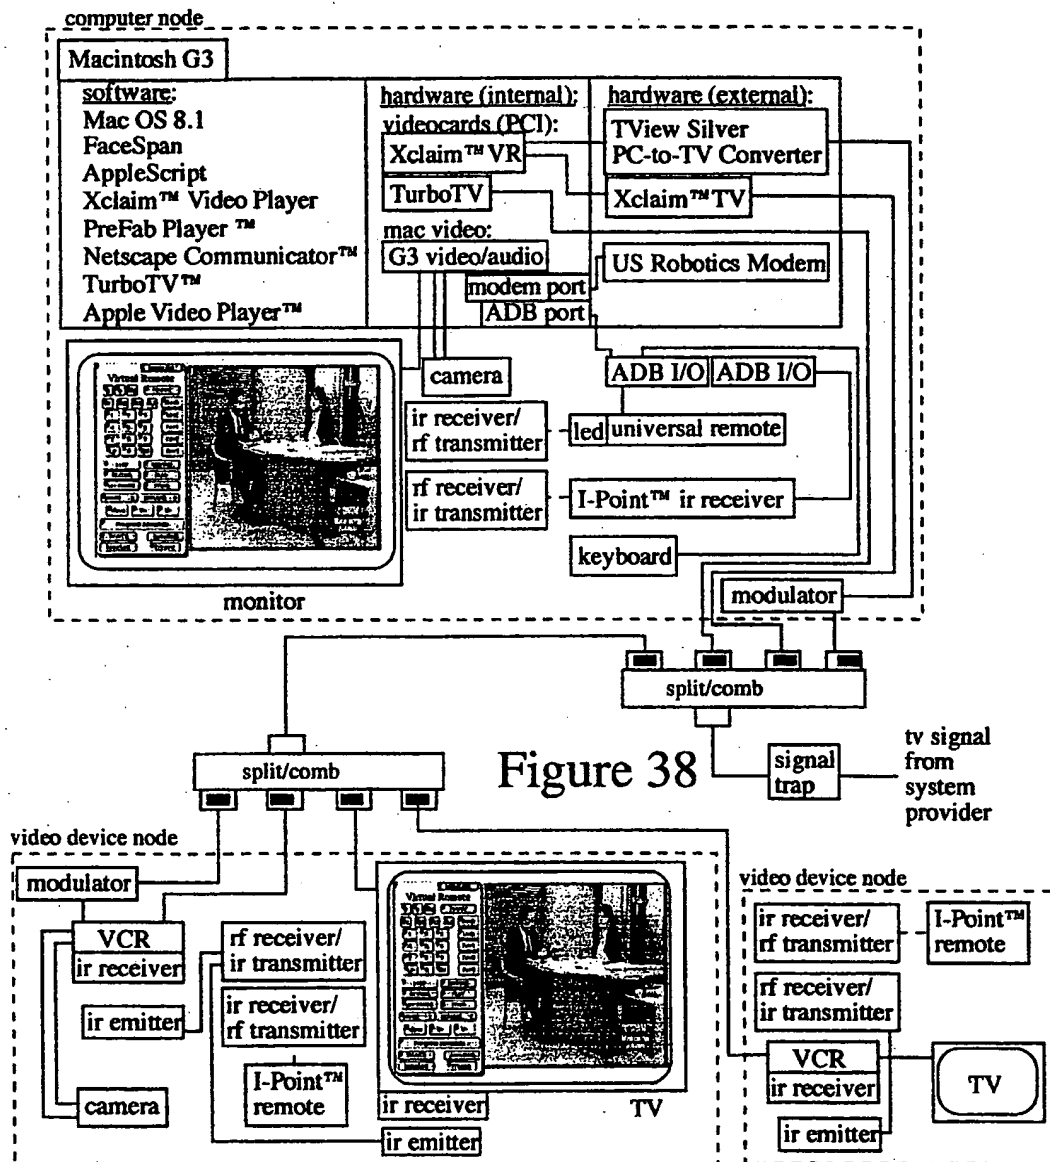 computer node
Macintosh G3
software:
Mac OS 8.1
FaceSpan
AppleScript
Xclaim™ Video Player
PreFab Player ™
Netscape Communicator™
TurboTV™
Apple Video Player™
hardware (internal):
videocards (PCI):
Xclaim™ VR
TurboTV
mac video:
G3 video/audio
modem port
ADB port
hardware (external):
TView Silver
PC-to-TV Converter
Xclaim™ TV
US Robotics Modem
camera
ADB I/O
ADB I/O
ir receiver/
rf transmitter
led
universal remote
rf receiver/
ir transmitter
I-Point™ ir receiver
keyboard
modulator
Virtual Remote
monitor
split/comb
split/comb
Figure 38
signal
trap
tv signal
from
system
provider
video device node
modulator
VCR
ir receiver
ir emitter
camera
rf receiver/
ir transmitter
ir receiver/
rf transmitter
I-Point™
remote
Virtual Remote
ir receiver
TV
ir emitter
video device node
ir receiver/
rf transmitter
I-Point™
remote
rf receiver/
ir transmitter
VCR
ir receiver
TV
ir emitter